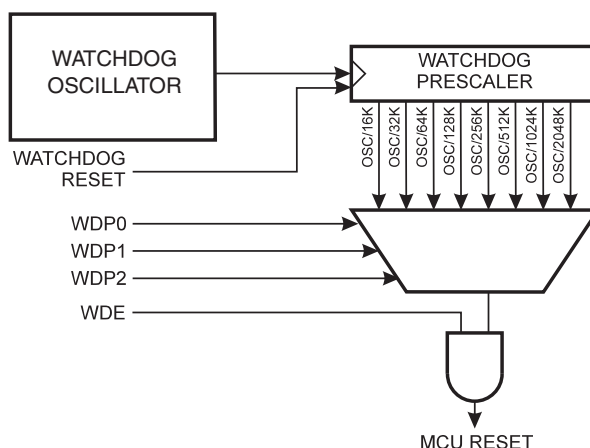 WATCHDOG
OSCILLATOR
WATCHDOG
PRESCALER
OSC/16K
OSC/32K
OSC/64K
OSC/128K
OSC/256K
OSC/512K
OSC/1024K
OSC/2048K
WATCHDOG
RESET
WDP0
WDP1
WDP2
WDE
MCU RESET